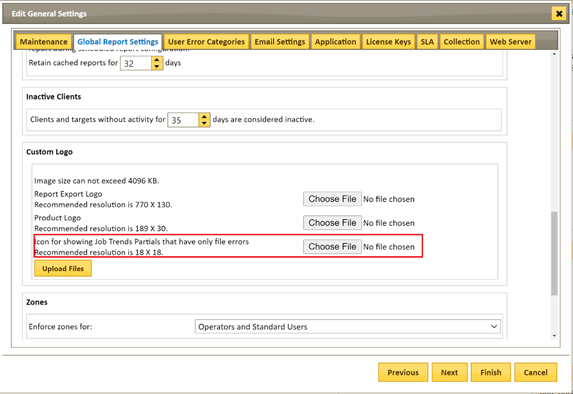 Edit General Settings
Maintenance Global Report Settings User Error Categories Email Settings Application License Keys SLA Collection Web Server
Report during scheduled report configuration.
Retain cached reports for 32 days
Inactive Clients
Clients and targets without activity for 35 days are considered inactive.
Custom Logo
Image size can not exceed 4096 KB.
Report Export Logo
Recommended resolution is 770 X 130.
Choose File No file chosen
Product Logo
Recommended resolution is 189 X 30.
Choose File No file chosen
Icon for showing Job Trends Partials that have only file errors
Recommended resolution is 18 X 18.
Choose File No file chosen
Upload Files
Zones
Enforce zones for: Operators and Standard Users
Previous Next Finish Cancel